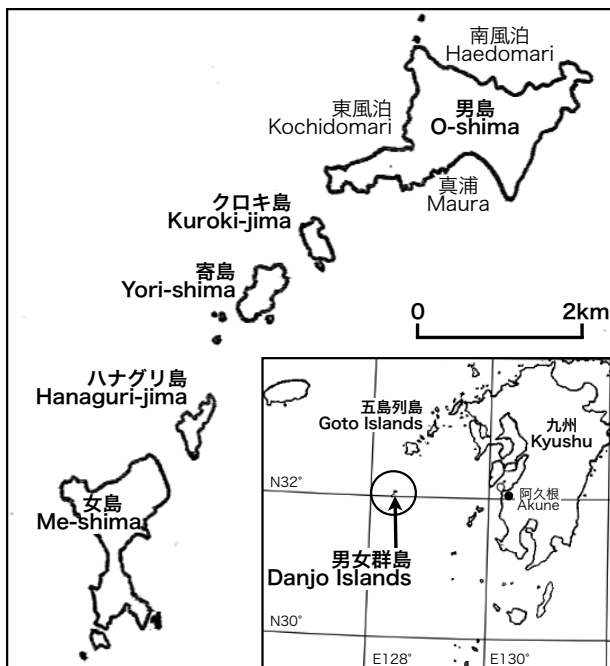 南風泊
Haedomari
東風泊
Kochidomari
男島
O-shima
真浦
Maura
クロキ島
Kuroki-jima
寄島
Yori-shima
0 2km
ハナグリ島
Hanaguri-jima
女島
Me-shima
五島列島
Goto Islands
九州
Kyushu
N32°
阿久根
Akune
男女群島
Danjo Islands
N30°
E128°
E130°